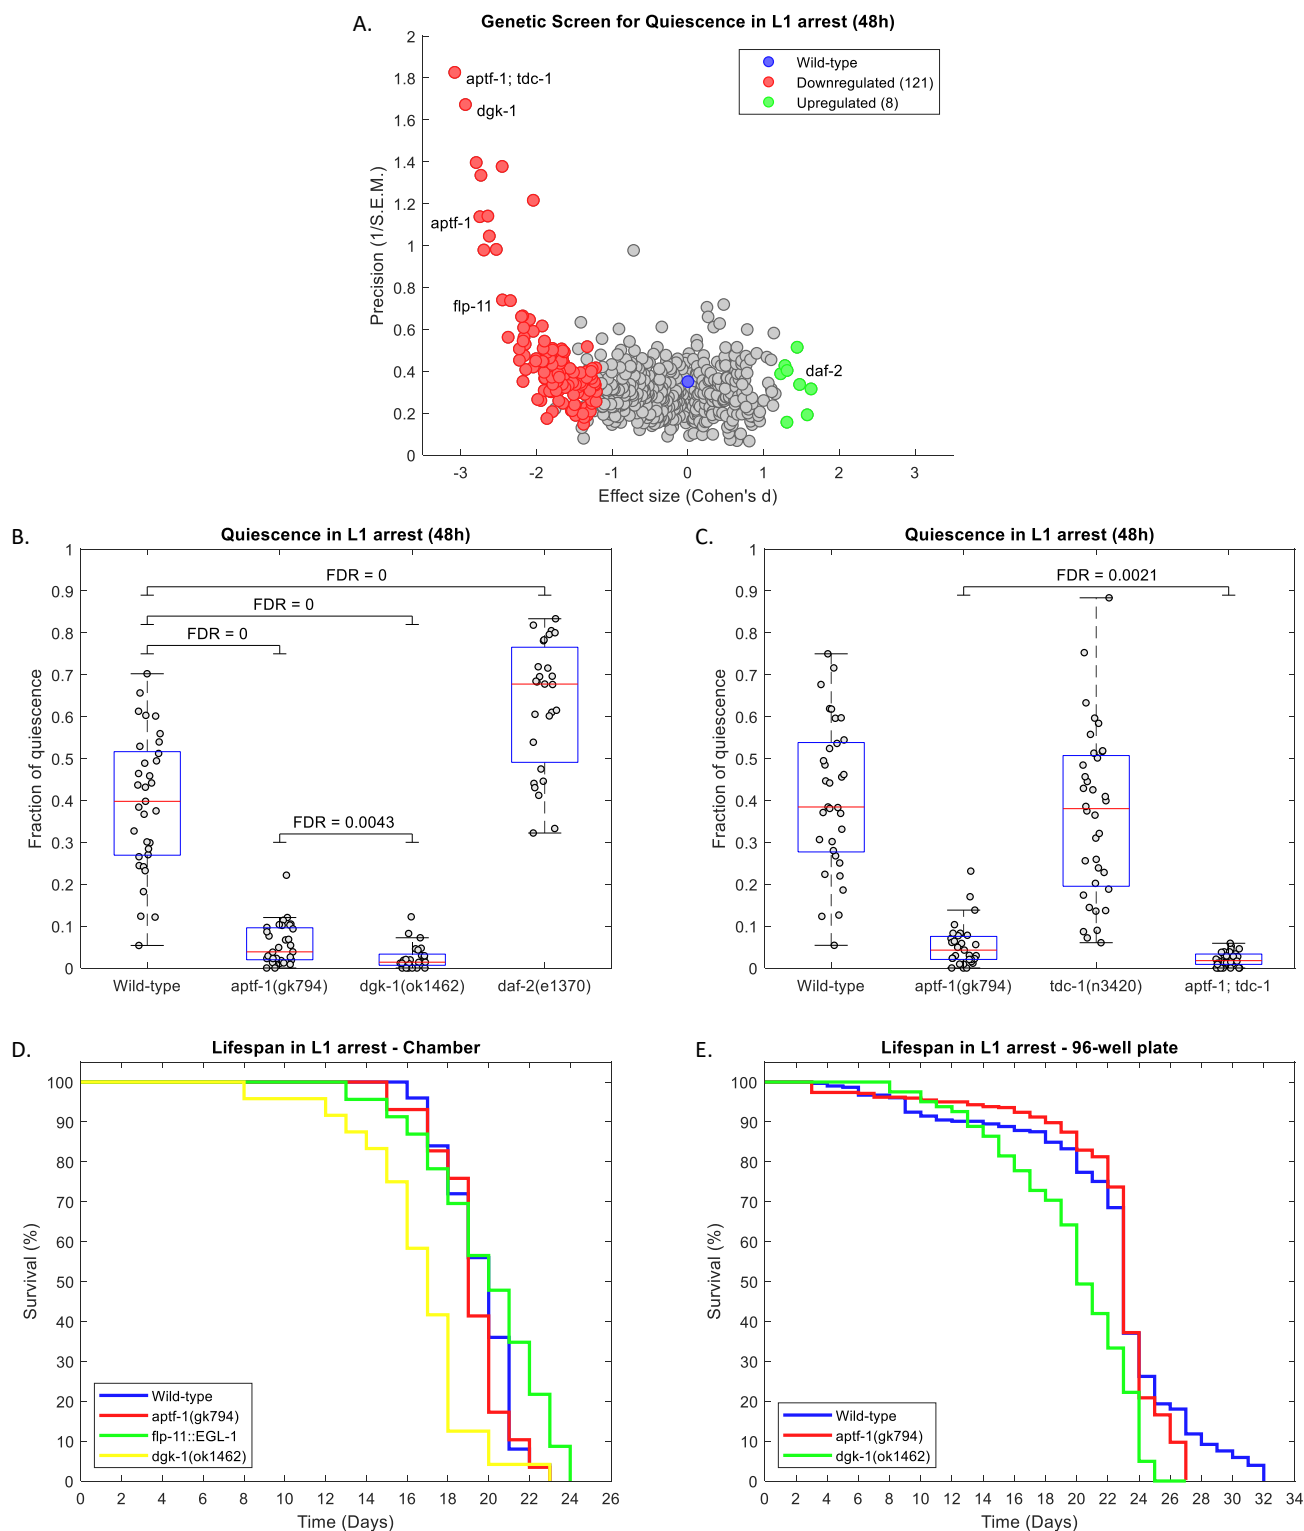 A.
Genetic Screen for Quiescence in L1 arrest (48h)
Precision (1/S.E.M.)
2
1.8
1.6
1.4
1.2
1
0.8
0.6
0.4
0.2
0
-3
-2
-1
0
1
2
3
Effect size (Cohen's d)
Wild-type
Downregulated (121)
Upregulated (8)
aptf-1; tdc-1
dgk-1
aptf-1
flp-11
daf-2
B.
Quiescence in L1 arrest (48h)
Fraction of quiescence
1
0.9
0.8
0.7
0.6
0.5
0.4
0.3
0.2
0.1
0
FDR = 0
FDR = 0
FDR = 0
FDR = 0.0043
Wild-type
aptf-1(gk794)
dgk-1(ok1462)
daf-2(e1370)
C.
Quiescence in L1 arrest (48h)
Fraction of quiescence
1
0.9
0.8
0.7
0.6
0.5
0.4
0.3
0.2
0.1
0
FDR = 0.0021
Wild-type
aptf-1(gk794)
tdc-1(n3420)
aptf-1; tdc-1
D.
Lifespan in L1 arrest - Chamber
Survival (%)
100
90
80
70
60
50
40
30
20
10
0
Wild-type
aptf-1(gk794)
flp-11::EGL-1
dgk-1(ok1462)
0
2
4
6
8
10
12
14
16
18
20
22
24
26
Time (Days)
E.
Lifespan in L1 arrest - 96-well plate
Survival (%)
100
90
80
70
60
50
40
30
20
10
0
Wild-type
aptf-1(gk794)
dgk-1(ok1462)
0
2
4
6
8
10
12
14
16
18
20
22
24
26
28
30
32
34
Time (Days)